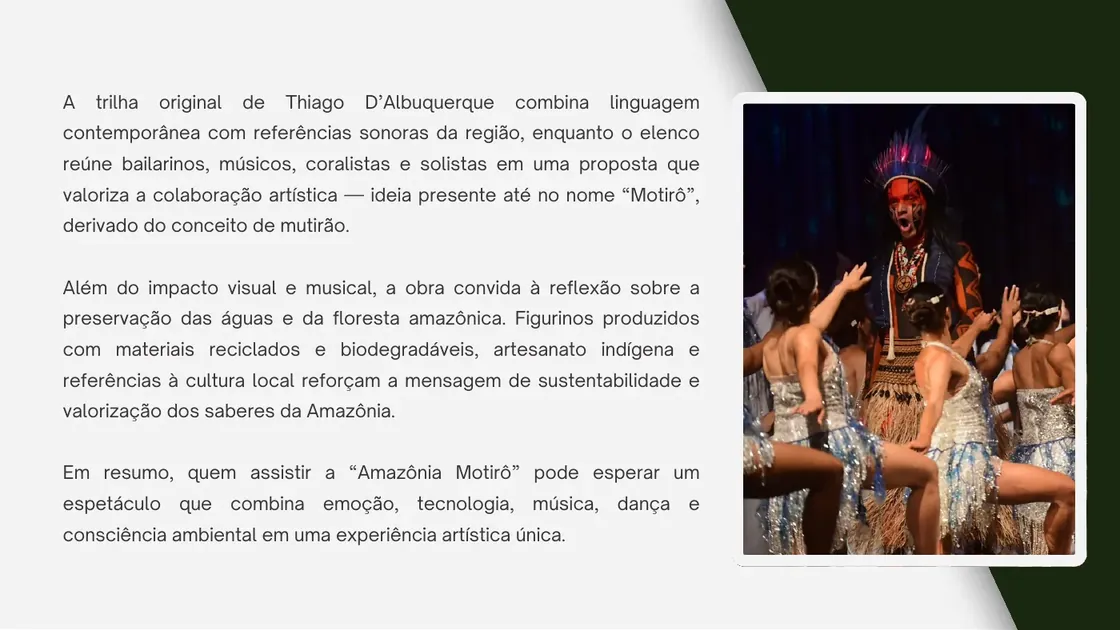 A trilha original de Thiago D’Albuquerque combina linguagem
contemporânea com referências sonoras da região, enquanto o elenco
reúne bailarinos, músicos, coralistas e solistas em uma proposta que
valoriza a colaboração artística — ideia presente até no nome “Motirô”,
derivado do conceito de mutirão.
Além do impacto visual e musical, a obra convida à reflexão sobre a
preservação das águas e da floresta amazônica. Figurinos produzidos
com materiais reciclados e biodegradáveis, artesanato indígena e
referências à cultura local reforçam a mensagem de sustentabilidade e
valorização dos saberes da Amazônia.
Em resumo, quem assistir a “Amazônia Motirô” pode esperar um
espetáculo que combina emoção, tecnologia, música, dança e
consciência ambiental em uma experiência artística única.